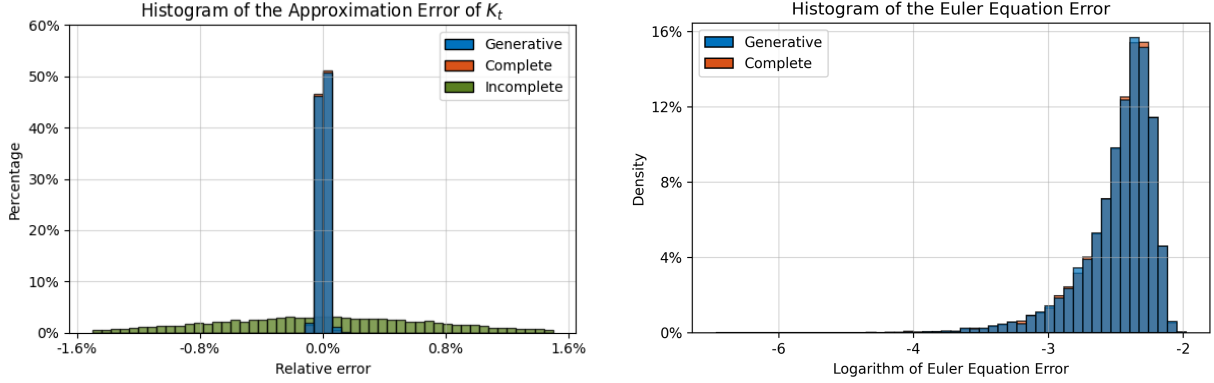 Histogram of the Approximation Error of K_t
60%
50%
40%
30%
20%
10%
0%
Percentage
Generative
Complete
Incomplete
-1.6%
-0.8%
0.0%
0.8%
1.6%
Relative error
Histogram of the Euler Equation Error
16%
12%
8%
4%
0%
Density
Generative
Complete
-6
-4
-3
-2
Logarithm of Euler Equation Error